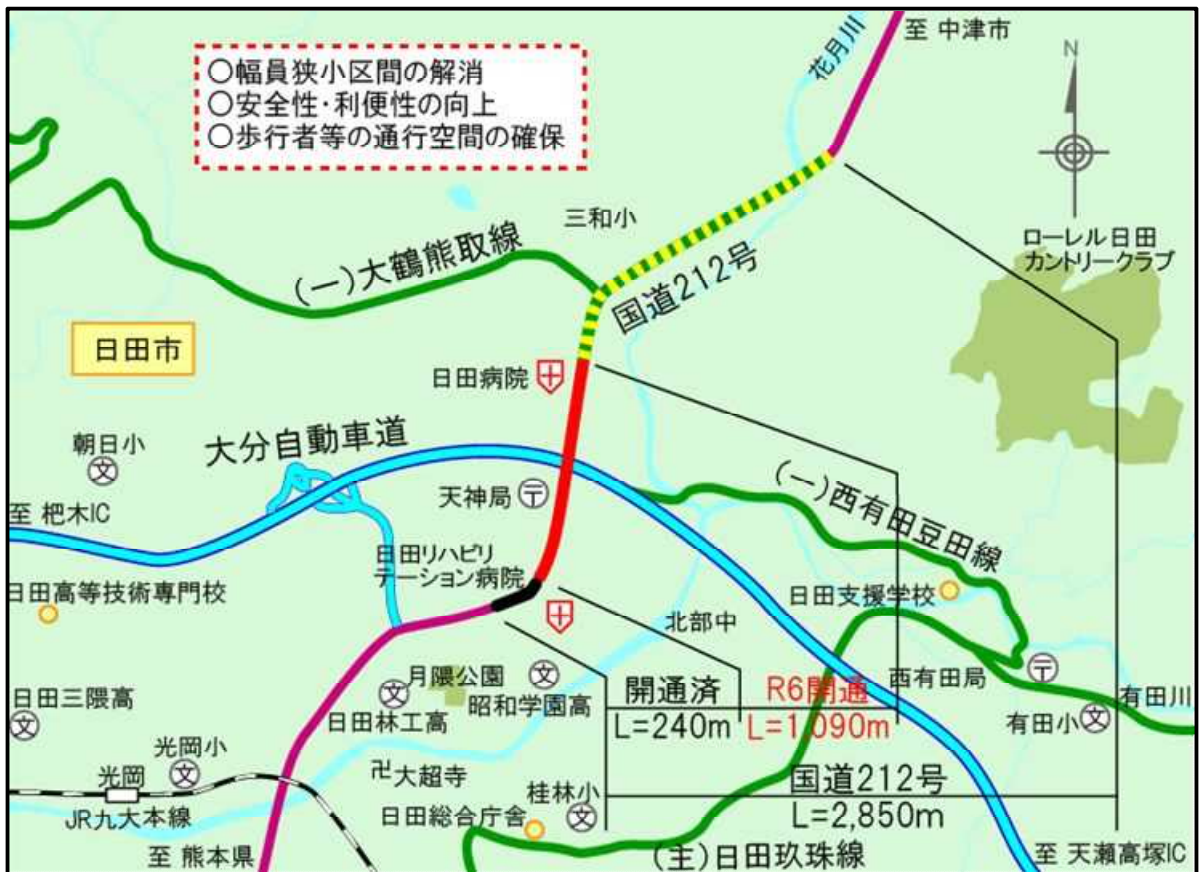 至 中津市
花月川
○幅員狭小区間の解消
○安全性・利便性の向上
○歩行者等の通行空間の確保
N
三和小
ローレル日田
カントリークラブ
(一)大鶴熊取線
国道212号
日田市
日田病院
朝日小
文
大分自動車道
天神局
〒
(一)西有田豆田線
至 杷木IC
日田リハビリ
テーション病院
日田高等技術専門校
日田支援学校
北部中
月隈公園
文
文
昭和学園高
日田林工高
開通済
L=240m
R6開通
L=1,090m
西有田局
〒
有田川
有田小
文
日田三隈高
文
光岡小
文
光岡
JR九大本線
卍大超寺
国道212号
L=2,850m
桂林小
文
日田総合庁舎
至 熊本県
(主)日田玖珠線
至 天瀬高塚IC